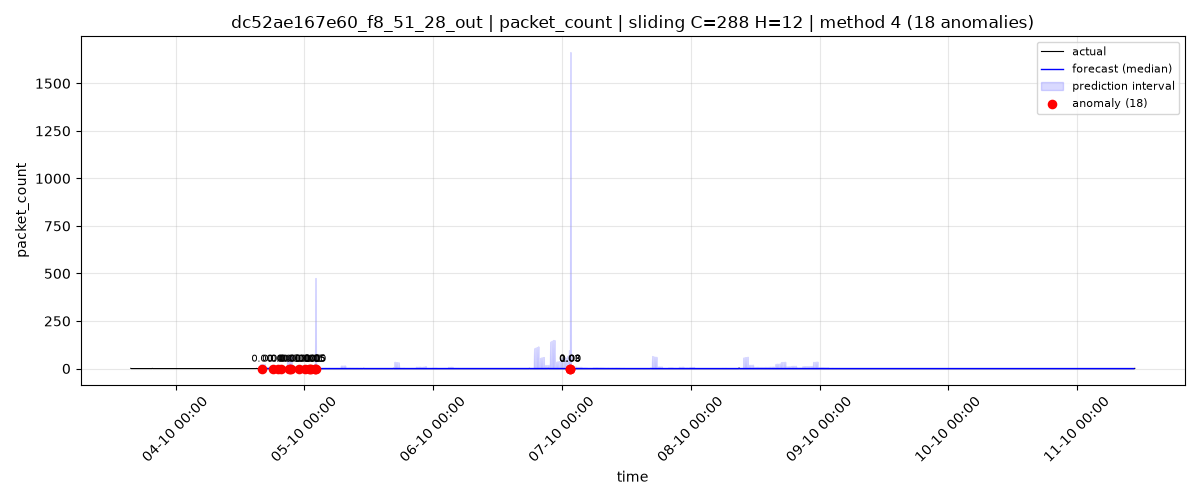 dc52ae167e60_f8_51_28_out | packet_count | sliding C=288 H=12 | method 4 (18 anomalies)
actual
forecast (median)
prediction interval
anomaly (18)
packet_count
1500
1250
1000
750
500
250
0
04-10 00:00
05-10 00:00
06-10 00:00
07-10 00:00
08-10 00:00
09-10 00:00
10-10 00:00
11-10 00:00
time